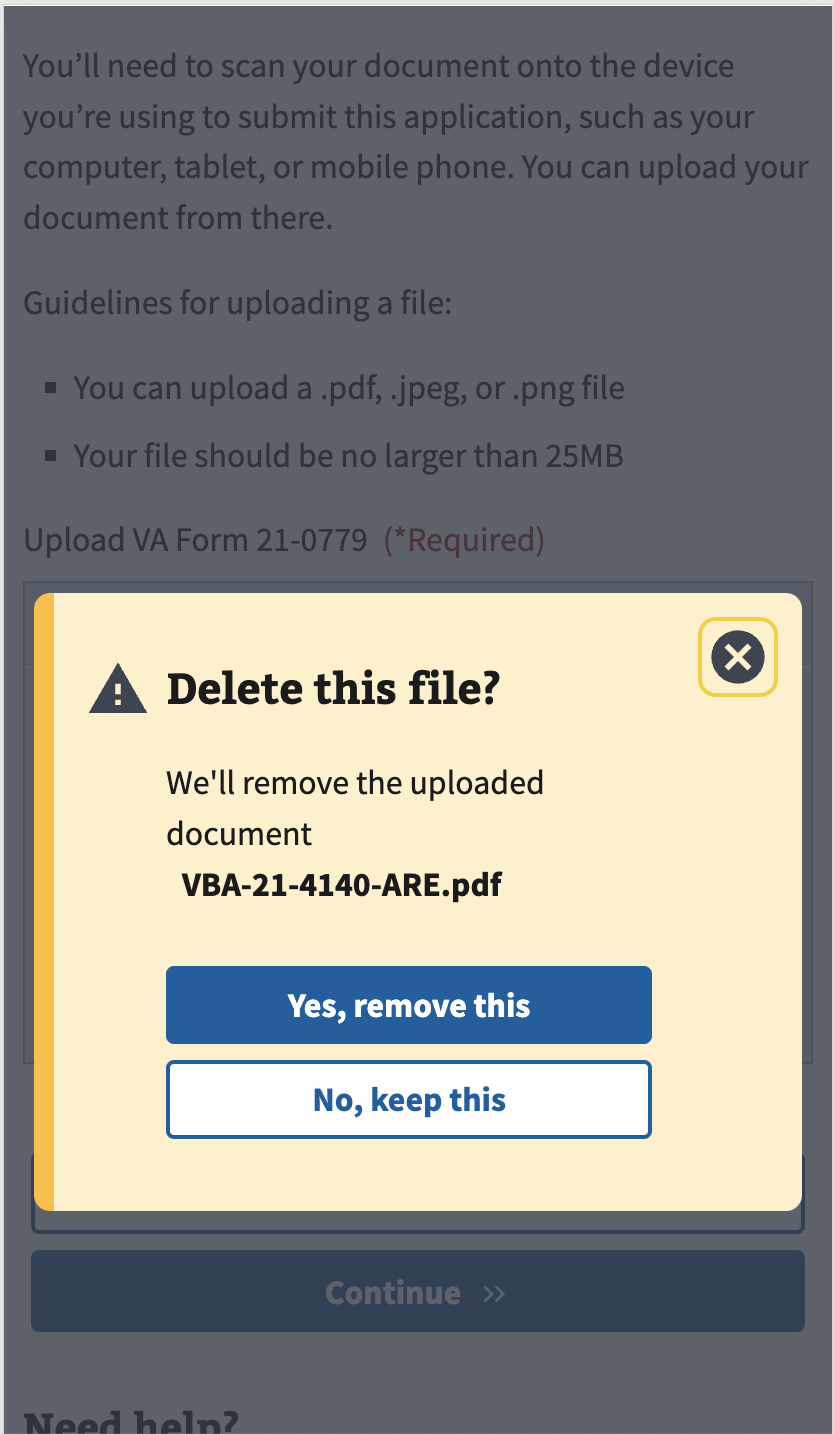 You’ll need to scan your document onto the device
you’re using to submit this application, such as your
computer, tablet, or mobile phone. You can upload your
document from there.
Guidelines for uploading a file:
You can upload a .pdf, .jpeg, or .png file
Your file should be no larger than 25MB
Upload VA Form 21-0779 (*Required)
Delete this file?
We'll remove the uploaded
document
VBA-21-4140-ARE.pdf
Yes, remove this
No, keep this
Continue
Need help?